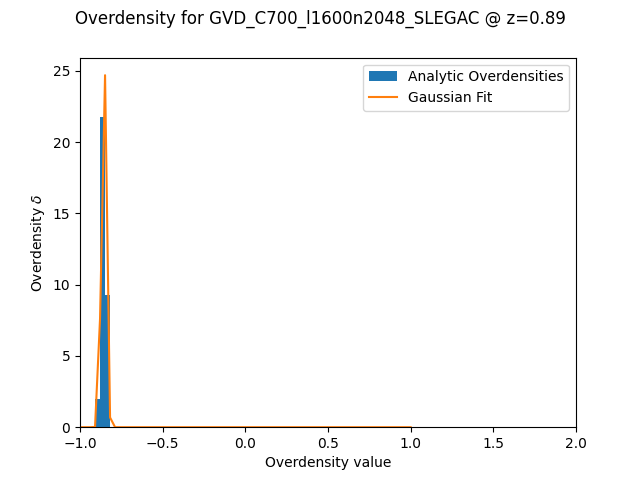 Overdensity for GVD_C700_l1600n2048_SLEGAC @ z=0.89
Analytic Overdensities
Gaussian Fit
Overdensity δ
25
20
15
10
5
0
−1.0 −0.5 0.0 0.5 1.0 1.5 2.0
Overdensity value